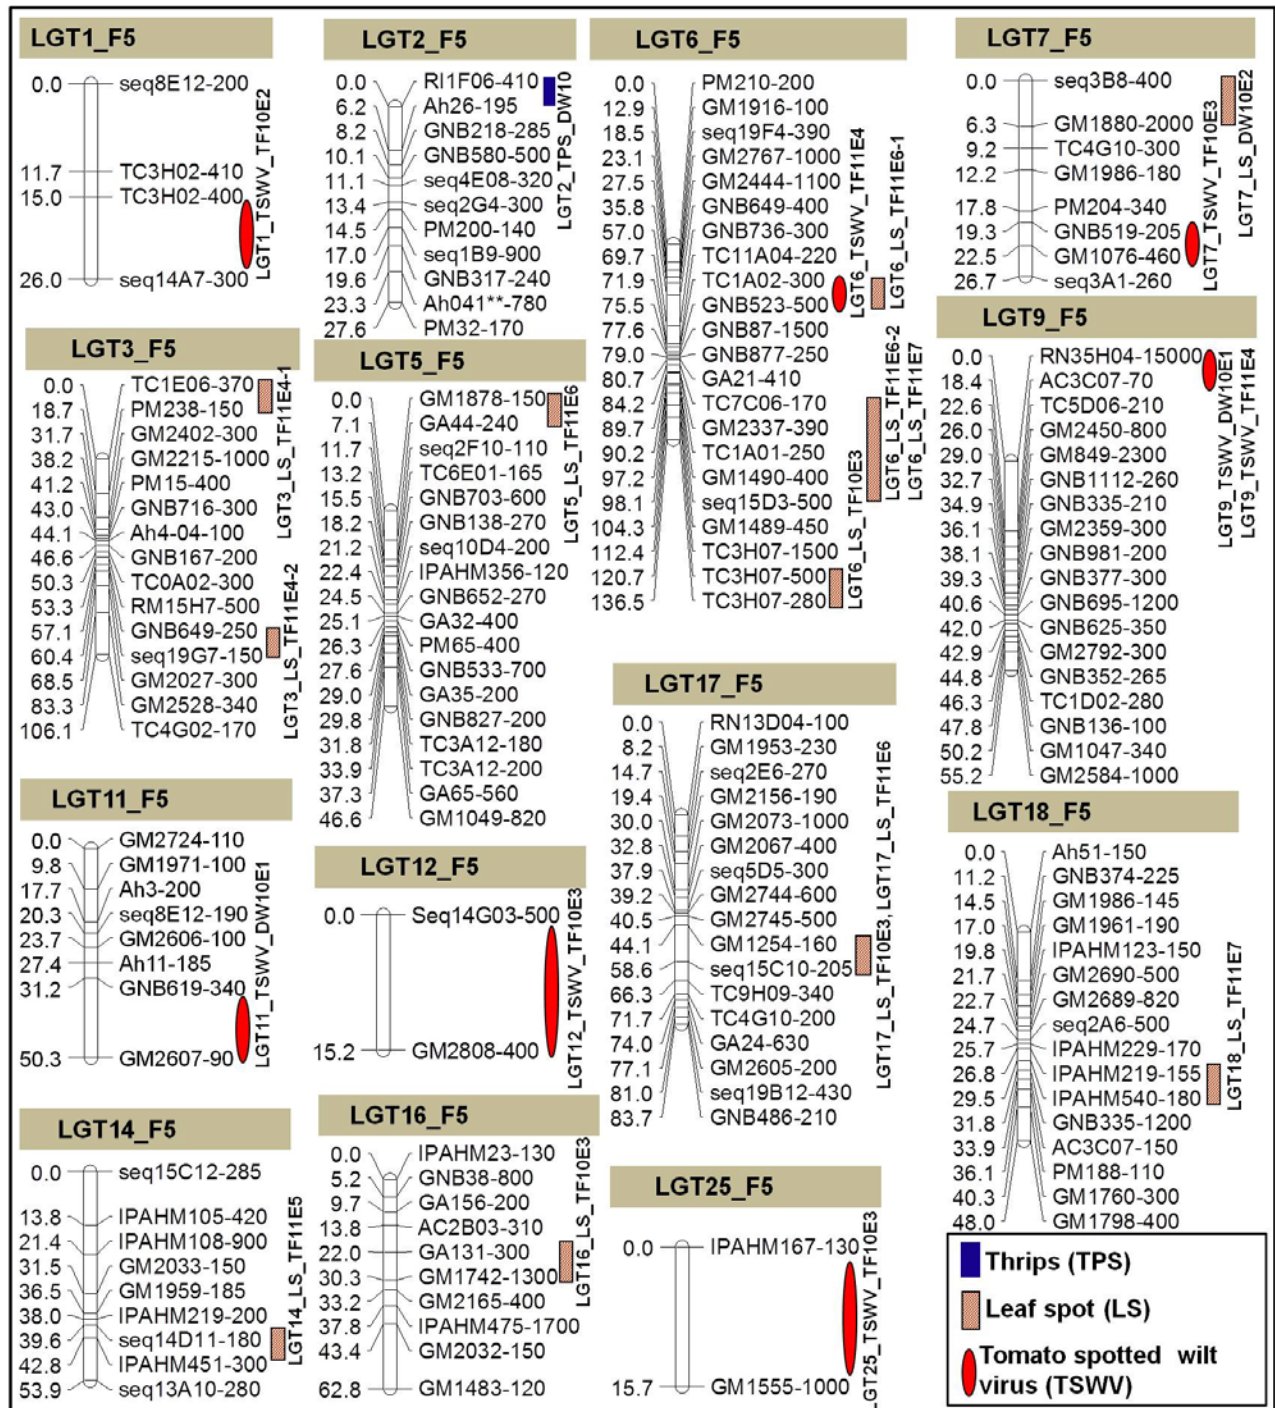 LGT1_F5
0.0 seq8E12-200
11.7 TC3H02-410
15.0 TC3H02-400
26.0 seq14A7-300
LGT1_TSWV_TF10E2
LGT2_F5
0.0 RI1F06-410
6.2 Ah26-195
8.2 GNB218-285
10.1 GNB580-500
11.1 seq4E08-320
13.4 seq2G4-300
14.5 PM200-140
17.0 seq1B9-900
19.6 GNB317-240
23.3 Ah041**-780
27.6 PM32-170
LGT2_TPS_DW10
LGT6_F5
0.0 PM210-200
12.9 GM1916-100
18.5 seq19F4-390
23.1 GM2767-1000
27.5 GM2444-1100
35.8 GNB649-400
57.0 GNB736-300
69.7 TC11A04-220
71.9 TC1A02-300
75.5 GNB523-500
77.6 GNB87-1500
79.0 GNB877-250
80.7 GA21-410
84.2 TC7C06-170
89.7 GM2337-390
90.2 TC1A01-250
97.2 GM1490-400
98.1 seq15D3-500
104.3 GM1489-450
112.4 TC3H07-1500
120.7 TC3H07-500
136.5 TC3H07-280
LGT6_TSWV_TF11E4
LGT6_LS_TF11E6-1
LGT6_LS_TF11E6-2
LGT6_LS_TF11E7
LGT6_LS_TF10E3
LGT7_F5
0.0 seq3B8-400
6.3 GM1880-2000
9.2 TC4G10-300
12.2 GM1986-180
17.8 PM204-340
19.3 GNB519-205
22.5 GM1076-460
26.7 seq3A1-260
LGT7_TSWV_TF10E3
LGT7_LS_DW10E2
LGT3_F5
0.0 TC1E06-370
18.7 PM238-150
31.7 GM2402-300
38.2 GM2215-1000
41.2 PM15-400
43.0 GNB716-300
44.1 Ah4-04-100
46.6 GNB167-200
50.3 TC0A02-300
53.3 RM15H7-500
57.1 GNB649-250
60.4 seq19G7-150
68.5 GM2027-300
83.3 GM2528-340
106.1 TC4G02-170
LGT3_LS_TF11E4-1
LGT3_LS_TF11E4-2
LGT5_F5
0.0 GM1878-150
7.1 GA44-240
11.7 seq2F10-110
13.2 TC6E01-165
15.5 GNB703-600
18.2 GNB138-270
21.2 seq10D4-200
22.4 IPAHM356-120
24.5 GNB652-270
25.1 GA32-400
26.3 PM65-400
27.6 GNB533-700
29.0 GA35-200
29.8 GNB827-200
31.8 TC3A12-180
33.9 TC3A12-200
37.3 GA65-560
46.6 GM1049-820
LGT5_LS_TF11E6
LGT9_F5
0.0 RN35H04-15000
18.4 AC3C07-70
22.6 TC5D06-210
26.0 GM2450-800
29.0 GM849-2300
32.7 GNB1112-260
34.9 GNB335-210
36.1 GM2359-300
38.1 GNB981-200
39.3 GNB377-300
40.6 GNB695-1200
42.0 GNB625-350
42.9 GM2792-300
44.8 GNB352-265
46.3 TC1D02-280
47.8 GNB136-100
50.2 GM1047-340
55.2 GM2584-1000
LGT9_TSWV_DW10E1
LGT9_TSWV_TF11E4
LGT17_F5
0.0 RN13D04-100
8.2 GM1953-230
14.7 seq2E6-270
19.4 GM2156-190
30.0 GM2073-1000
32.8 GM2067-400
37.9 seq5D5-300
39.2 GM2744-600
40.5 GM2745-500
44.1 GM1254-160
58.6 seq15C10-205
66.3 TC9H09-340
71.7 TC4G10-200
74.0 GA24-630
77.1 GM2605-200
81.0 seq19B12-430
83.7 GNB486-210
LGT17_LS_TF10E3, LGT17_LS_TF11E6
LGT11_F5
0.0 GM2724-110
9.8 GM1971-100
17.7 Ah3-200
20.3 seq8E12-190
23.7 GM2606-100
27.4 Ah11-185
31.2 GNB619-340
50.3 GM2607-90
LGT11_TSWV_DW10E1
LGT12_F5
0.0 Seq14G03-500
15.2 GM2808-400
LGT12_TSWV_TF10E3
LGT18_F5
0.0 Ah51-150
11.2 GNB374-225
14.5 GM1986-145
17.0 GM1961-190
19.8 IPAHM123-150
21.7 GM2690-500
22.7 GM2689-820
24.7 seq2A6-500
25.7 IPAHM229-170
26.8 IPAHM219-155
29.5 IPAHM540-180
31.8 GNB335-1200
33.9 AC3C07-150
36.1 PM188-110
40.3 GM1760-300
48.0 GM1798-400
LGT18_LS_TF11E7
LGT14_F5
0.0 seq15C12-285
13.8 IPAHM105-420
21.4 IPAHM108-900
31.5 GM2033-150
36.5 GM1959-185
38.0 IPAHM219-200
39.6 seq14D11-180
42.8 IPAHM451-300
53.9 seq13A10-280
LGT14_LS_TF11E5
LGT16_F5
0.0 IPAHM23-130
5.2 GNB38-800
9.7 GA156-200
13.8 AC2B03-310
22.0 GA131-300
30.3 GM1742-1300
33.2 GM2165-400
37.8 IPAHM475-1700
43.4 GM2032-150
62.8 GM1483-120
LGT16_LS_TF10E3
LGT25_F5
0.0 IPAHM167-130
15.7 GM1555-1000
LGT25_TSWV_TF10E3
Thrips (TPS)
Leaf spot (LS)
Tomato spotted wilt
virus (TSWV)